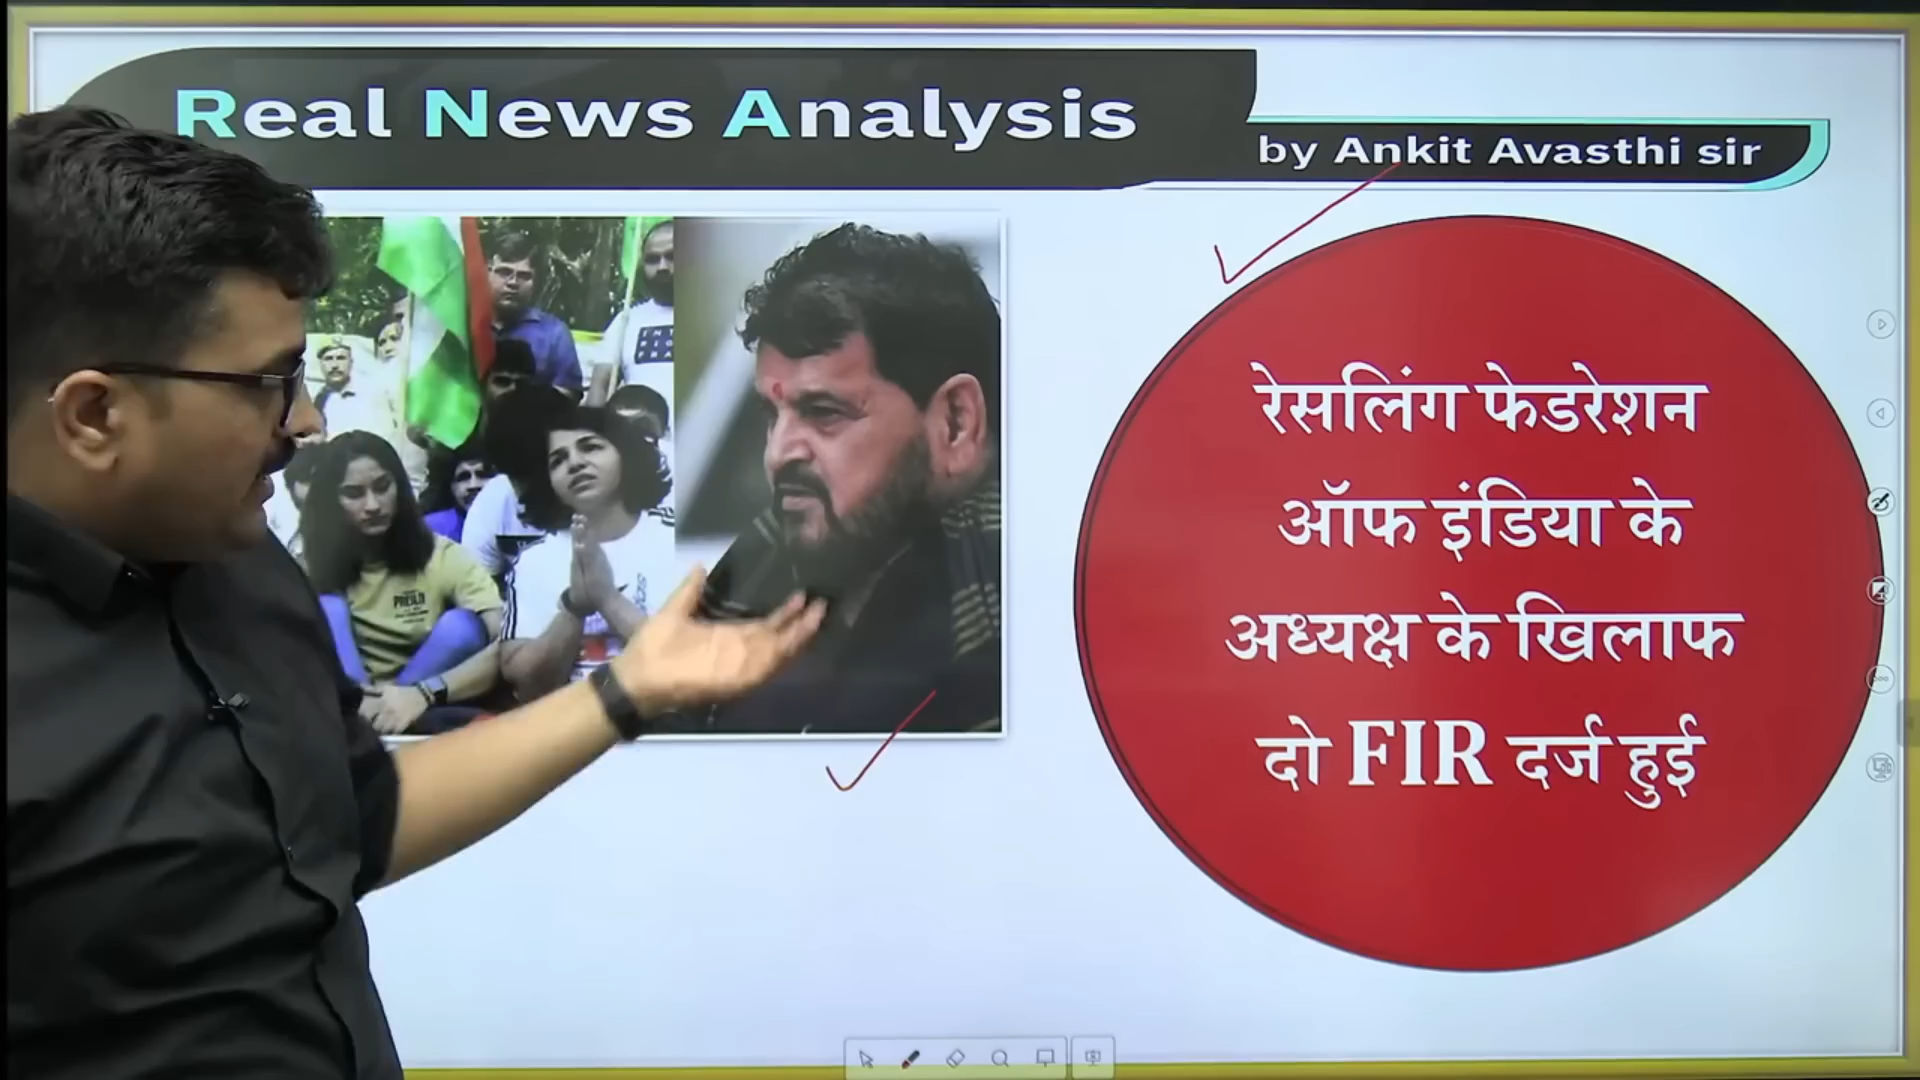 Real News Analysis
by Ankit Avasthi sir
रेसलिंग फेडरेशन
ऑफ इंडिया के
अध्यक्ष के खिलाफ
दो FIR दर्ज हुई